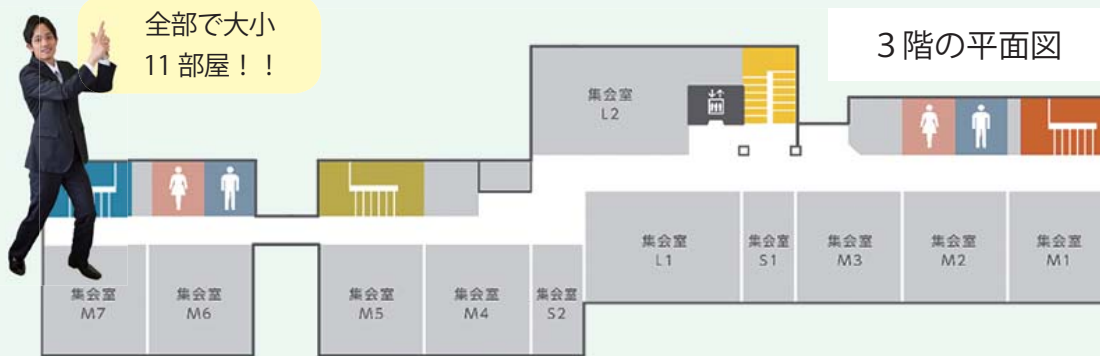 全部で大小
11 部屋！！
３階の平面図
集会室
L2
集会室
L1
集会室
S1
集会室
M3
集会室
M2
集会室
M1
集会室
M7
集会室
M6
集会室
M5
集会室
M4
集会室
S2